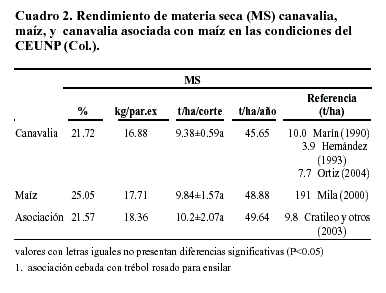 Cuadro 2. Rendimiento de materia seca (MS) canavalia,
maíz, y canavalia asociada con maíz en las condiciones del
CEUNP (Col.).
MS
% kg/par.ex t/ha/corte t/ha/año Referencia
(t/ha)
Canavalia 21.72 16.88 9.38±0.59a 45.65 10.0 Marín (1990)
3.9 Hernández
(1993)
7.7 Ortiz (2004)
Maíz 25.05 17.71 9.84±1.57a 48.88 191 Mila (2000)
Asociación 21.57 18.36 10.2±2.07a 49.64 9.8 Cratileo y otros
(2003)
valores con letras iguales no presentan diferencias significativas (P<0.05)
1. asociación cebada con trébol rosado para ensilar